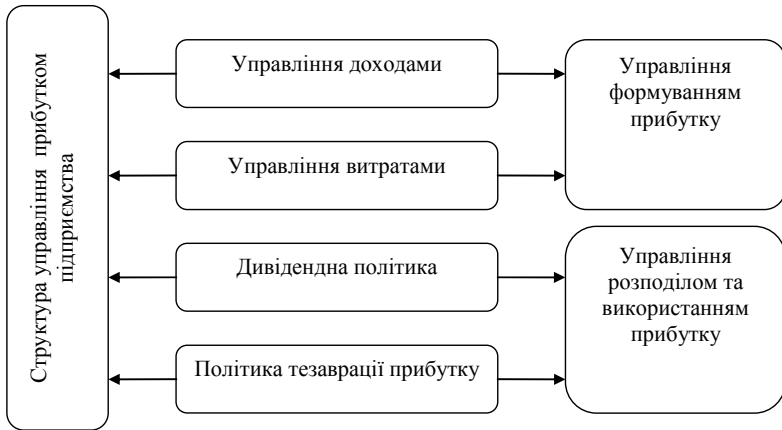 Структура управління прибутком
підприємства
Управління доходами
Управління витратами
Дивідендна політика
Політика тезаврації прибутку
Управління
формуванням
прибутку
Управління
розподілом та
використанням
прибутку